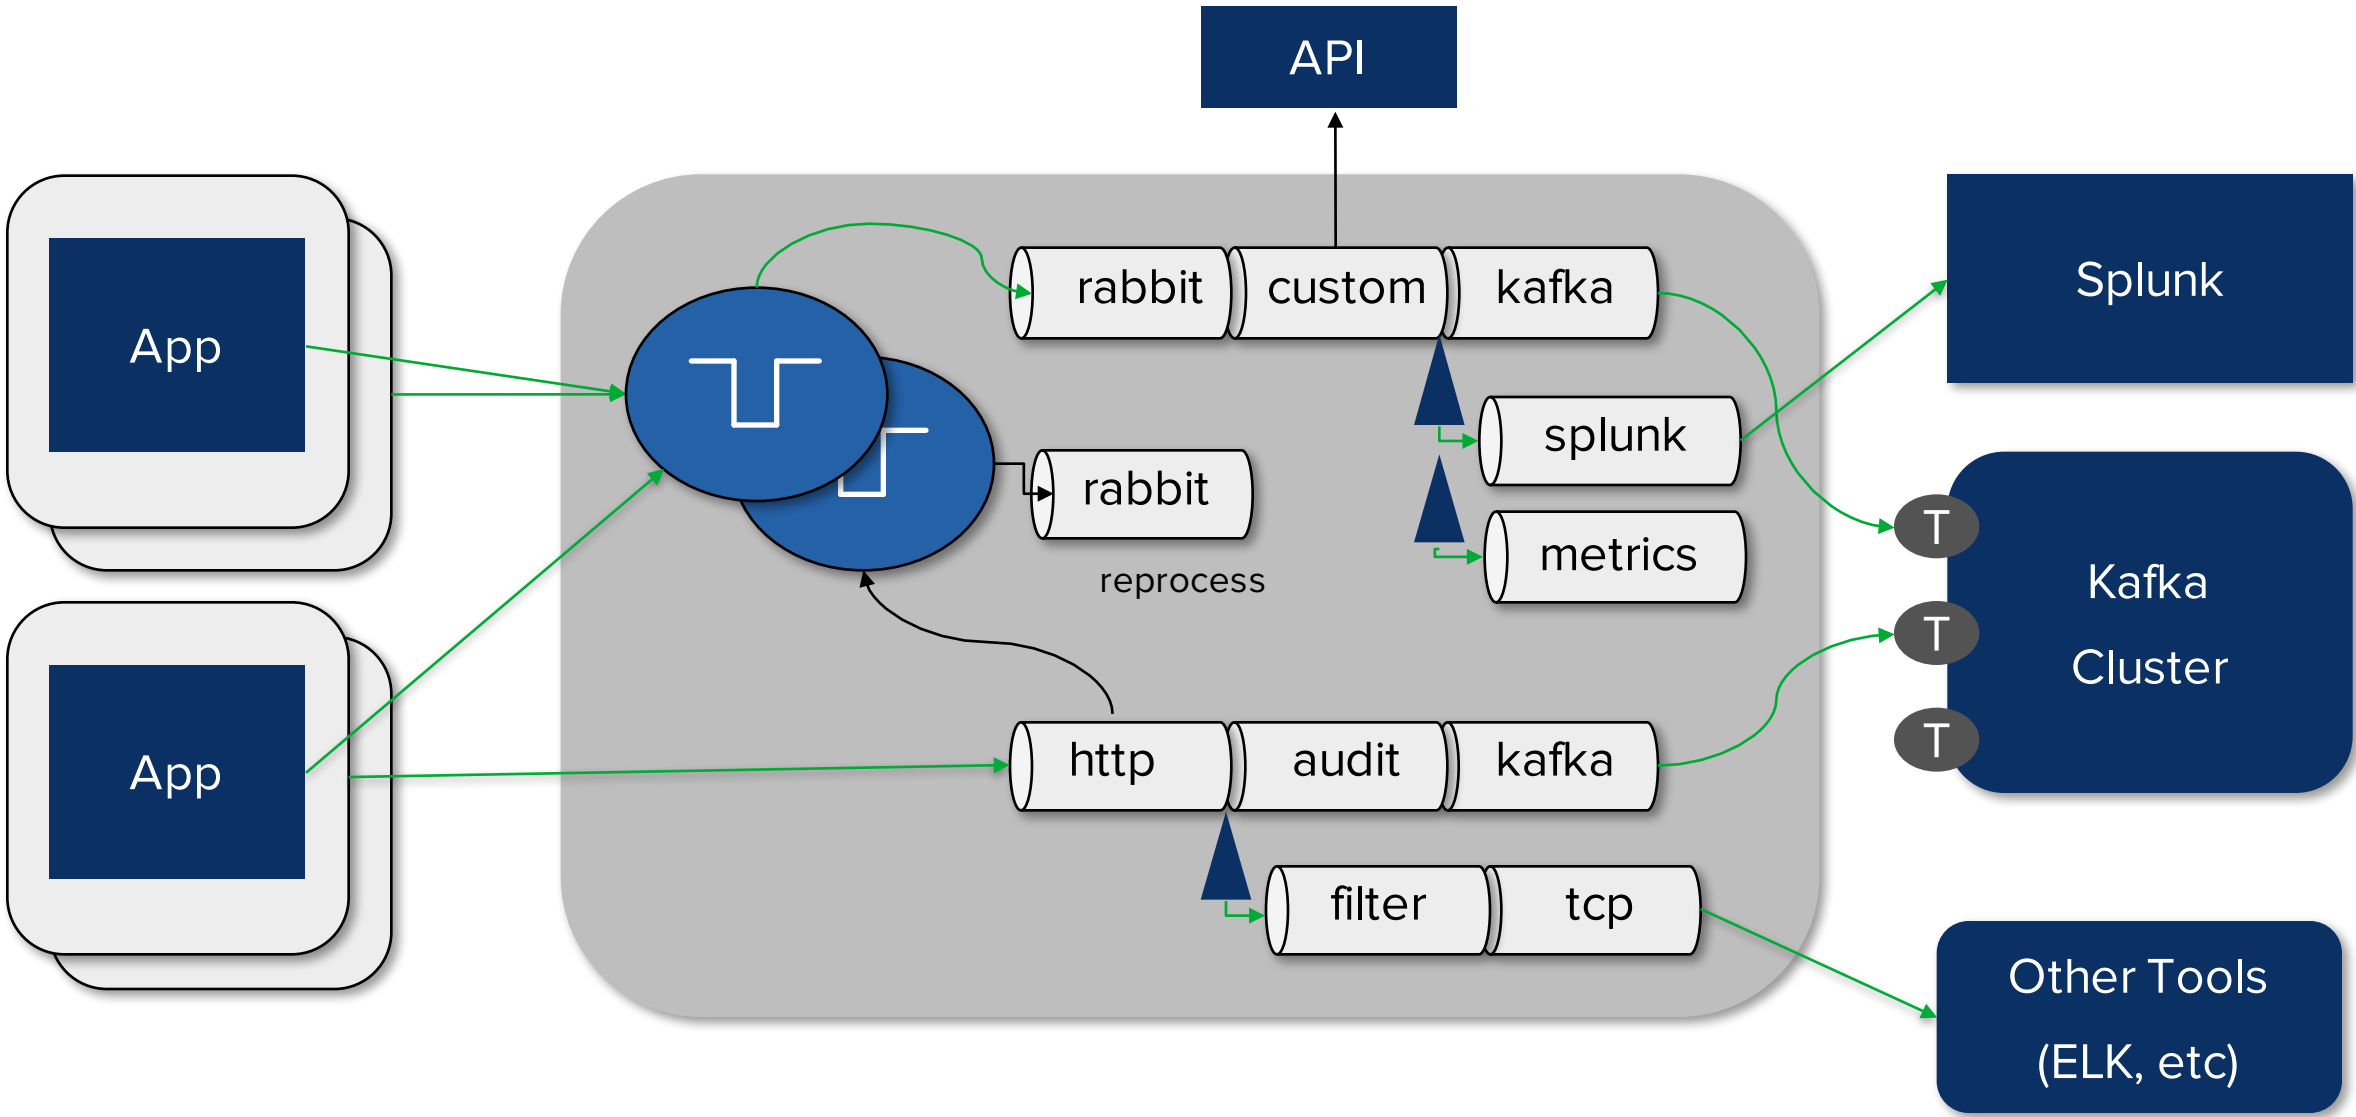 API
App
rabbit
custom
kafka
Splunk
splunk
rabbit
reprocess
metrics
T
T
T
Kafka
Cluster
App
http
audit
kafka
filter
tcp
Other Tools
(ELK, etc)